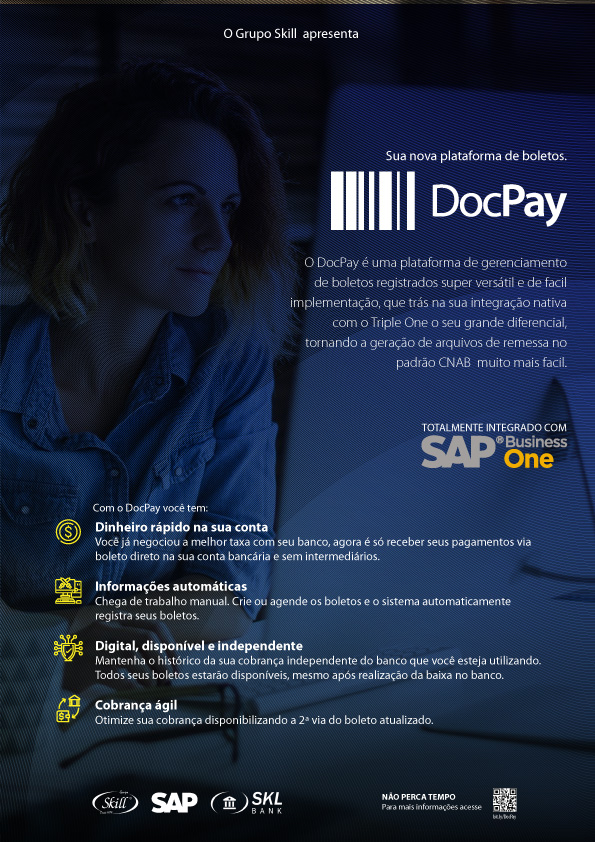 O Grupo Skill apresenta
Sua nova plataforma de boletos.
DocPay
O DocPay é uma plataforma de gerenciamento
de boletos registrados super versátil e de facil
implementação, que trás na sua integração nativa
com o Triple One o seu grande diferencial,
tornando a geração de arquivos de remessa no
padrão CNAB muito mais facil.
TOTALMENTE INTEGRADO COM
SAP® Business
One
Com o DocPay você tem:
Dinheiro rápido na sua conta
Você já negociou a melhor taxa com seu banco, agora é só receber seus pagamentos via
boleto direto na sua conta bancária e sem intermediários.
Informações automáticas
Chega de trabalho manual. Crie ou agende os boletos e o sistema automaticamente
registra seus boletos.
Digital, disponível e independente
Mantenha o histórico da sua cobrança independente do banco que você esteja utilizando.
Todos seus boletos estarão disponíveis, mesmo após realização da baixa no banco.
Cobrança ágil
Otimize sua cobrança disponibilizando a 2ª via do boleto atualizado.
Skill
SAP
SKL
BANK
NÃO PERCA TEMPO
Para mais informações acesse